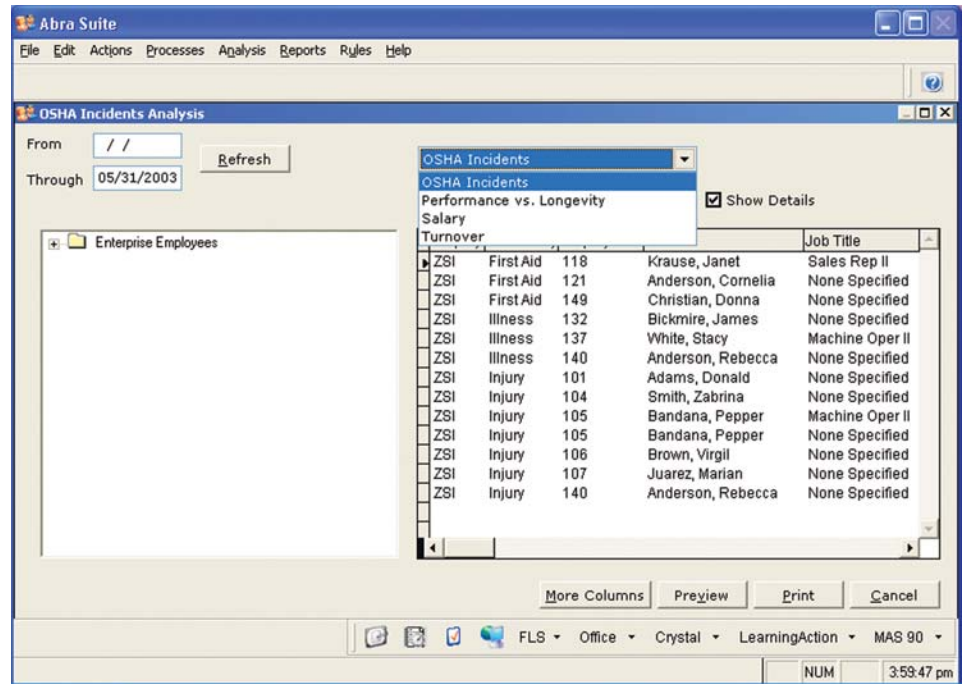 Abra Suite
File Edit Actions Processes Analysis Reports Rules Help
OSHA Incidents Analysis
From / /
Refresh
Through 05/31/2003
OSHA Incidents
OSHA Incidents
Performance vs. Longevity
Salary
Turnover
Show Details
Enterprise Employees
Job Title
ZSI First Aid 118 Krause, Janet Sales Rep II
ZSI First Aid 121 Anderson, Cornelia None Specified
ZSI First Aid 149 Christian, Donna None Specified
ZSI Illness 132 Bickmire, James None Specified
ZSI Illness 137 White, Stacy Machine Oper II
ZSI Illness 140 Anderson, Rebecca None Specified
ZSI Injury 101 Adams, Donald None Specified
ZSI Injury 104 Smith, Zabrina None Specified
ZSI Injury 105 Bandana, Pepper Machine Oper II
ZSI Injury 105 Bandana, Pepper None Specified
ZSI Injury 106 Brown, Virgil None Specified
ZSI Injury 107 Juarez, Marian None Specified
ZSI Injury 140 Anderson, Rebecca None Specified
More Columns Preview Print Cancel
FLS Office Crystal LearningAction MAS 90
NUM 3:59:47 pm